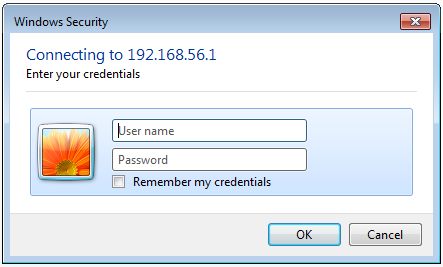 Windows Security
Connecting to 192.168.56.1
Enter your credentials
User name
Password
Remember my credentials
OK
Cancel